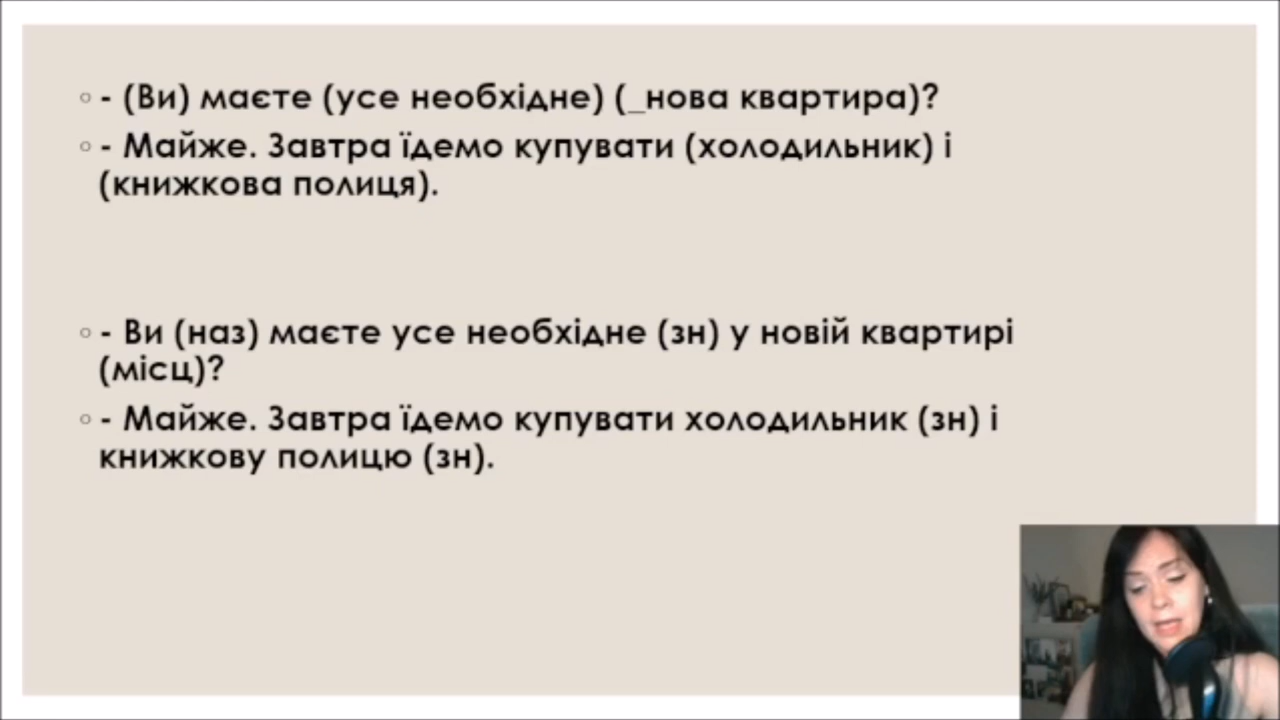 - (Ви) маєте (усе необхідне) (_нова квартира)?
- Майже. Завтра їдемо купувати (холодильник) і
(книжкова полиця).
- Ви (наз) маєте усе необхідне (зн) у новій квартирі
(місц)?
- Майже. Завтра їдемо купувати холодильник (зн) і
книжкову полицю (зн).